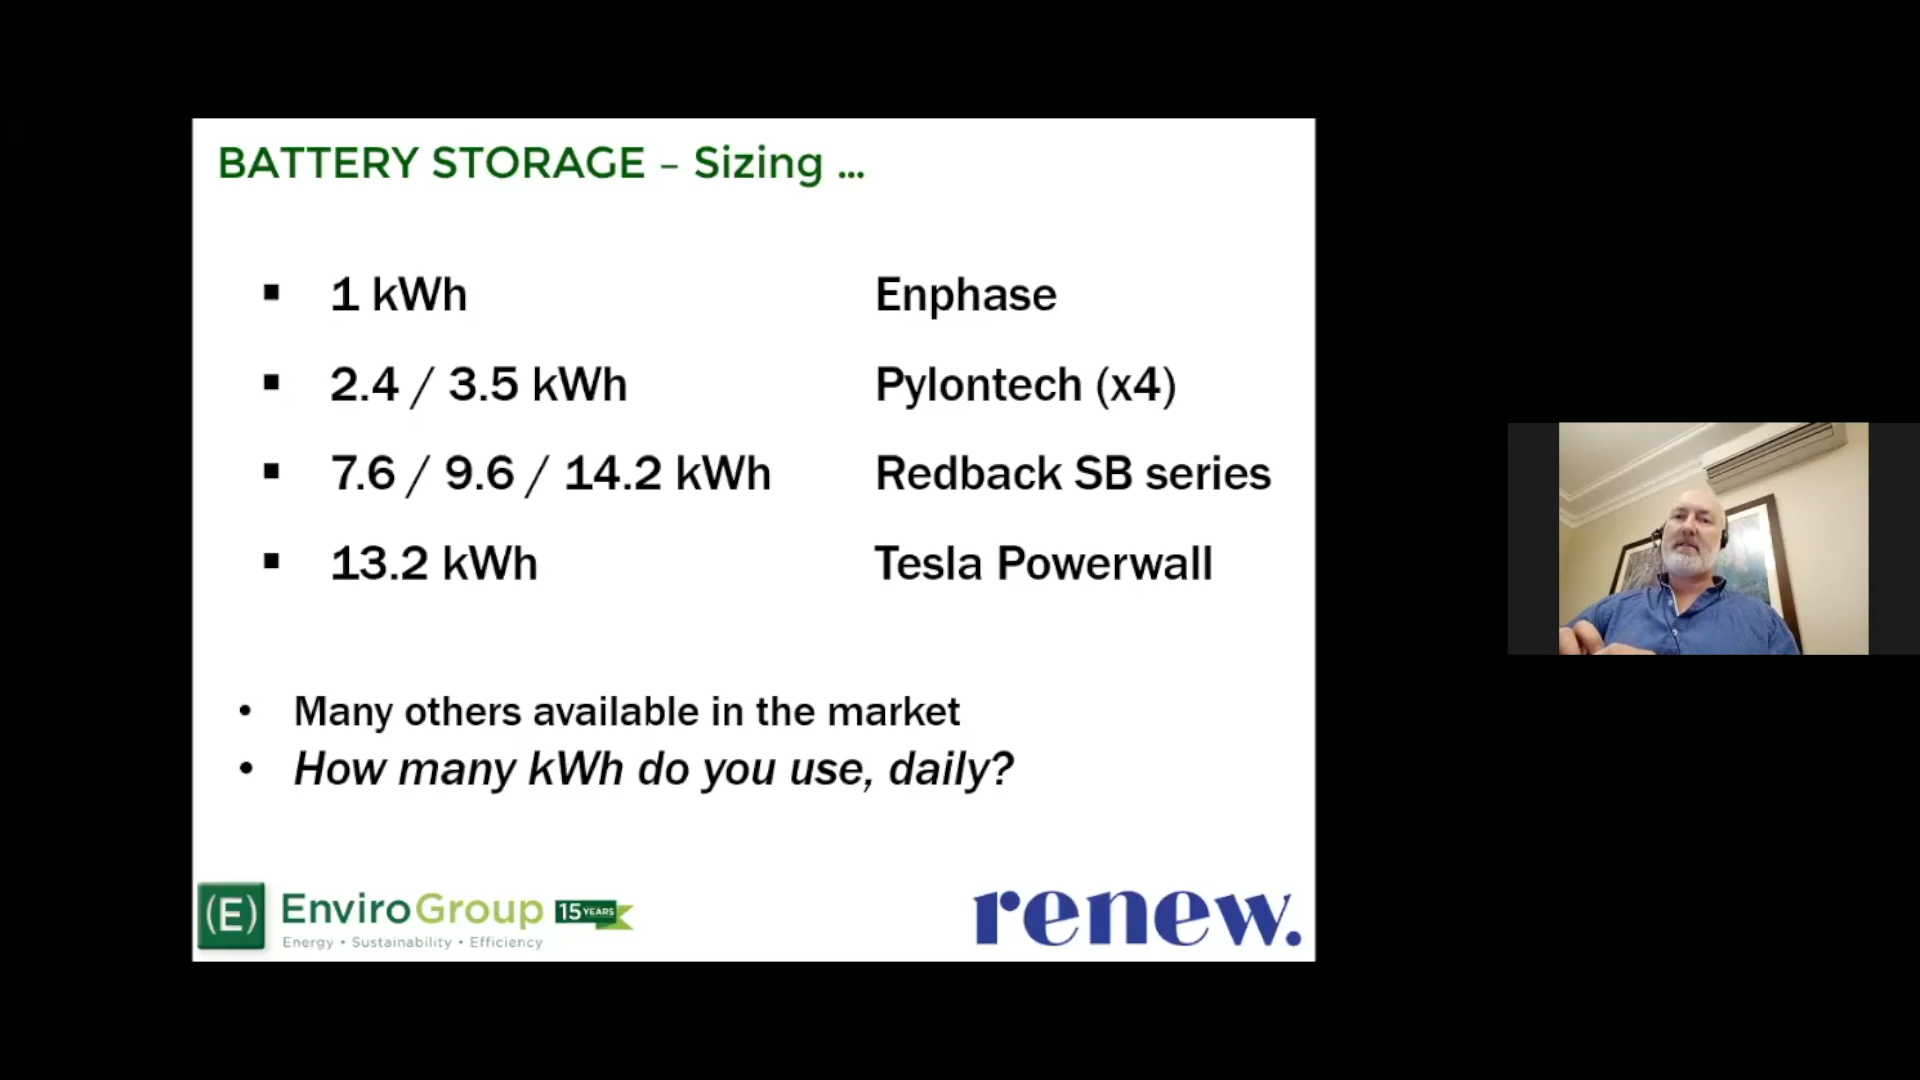 BATTERY STORAGE – Sizing ...
▪ 1 kWh Enphase
▪ 2.4 / 3.5 kWh Pylontech (x4)
▪ 7.6 / 9.6 / 14.2 kWh Redback SB series
▪ 13.2 kWh Tesla Powerwall
• Many others available in the market
• How many kWh do you use, daily?
(E) EnviroGroup 15 YEARS
Energy • Sustainability • Efficiency
renew.